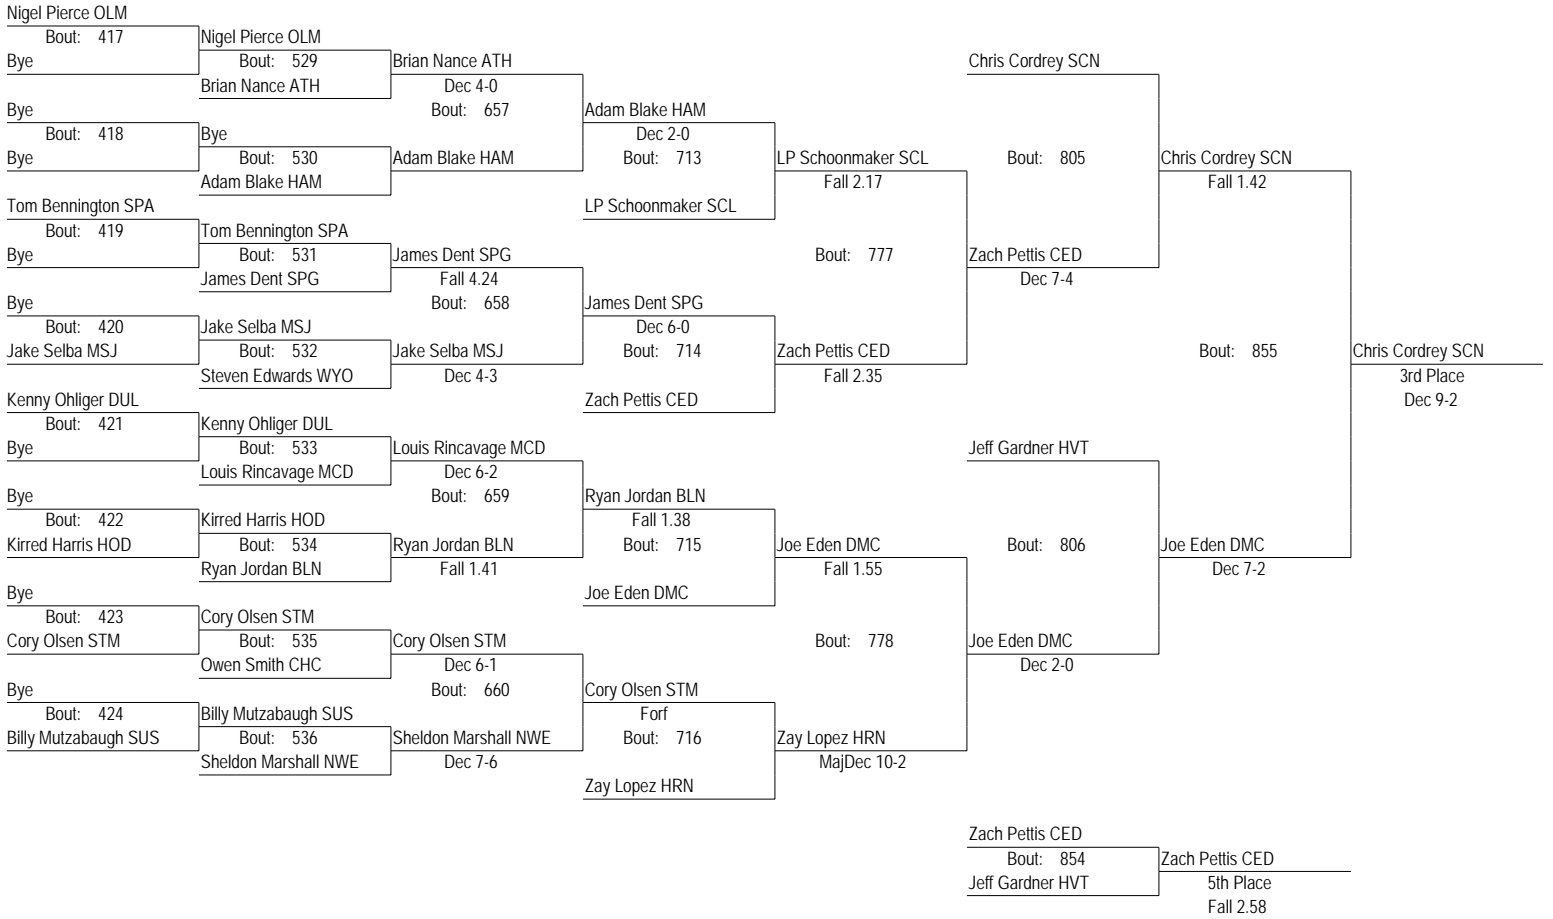 Nigel Pierce OLM
Bout: 417 Nigel Pierce OLM
Bye Bout: 529 Brian Nance ATH Chris Cordrey SCN
Brian Nance ATH Dec 4-0
Bye Bout: 657 Adam Blake HAM
Bout: 418 Bye Dec 2-0
Bye Bout: 530 Adam Blake HAM Bout: 713 LP Schoonmaker SCL Bout: 805 Chris Cordrey SCN
Adam Blake HAM Fall 2.17 Fall 1.42
Tom Bennington SPA LP Schoonmaker SCL
Bout: 419 Tom Bennington SPA
Bye Bout: 531 James Dent SPG Bout: 777 Zach Pettis CED
James Dent SPG Fall 4.24 Dec 7-4
Bye Bout: 658 James Dent SPG
Bout: 420 Jake Selba MSJ Dec 6-0
Jake Selba MSJ Bout: 532 Jake Selba MSJ Bout: 714 Zach Pettis CED Bout: 855 Chris Cordrey SCN
Steven Edwards WYO Dec 4-3 Fall 2.35 3rd Place
Kenny Ohliger DUL Zach Pettis CED Dec 9-2
Bout: 421 Kenny Ohliger DUL
Bye Bout: 533 Louis Rincavage MCD Jeff Gardner HVT
Louis Rincavage MCD Dec 6-2
Bye Bout: 659 Ryan Jordan BLN
Bout: 422 Kirred Harris HOD Fall 1.38
Kirred Harris HOD Bout: 534 Ryan Jordan BLN Bout: 715 Joe Eden DMC Bout: 806 Joe Eden DMC
Ryan Jordan BLN Fall 1.41 Fall 1.55 Dec 7-2
Bye Joe Eden DMC
Bout: 423 Cory Olsen STM
Cory Olsen STM Bout: 535 Cory Olsen STM Bout: 778 Joe Eden DMC
Owen Smith CHC Dec 6-1 Dec 2-0
Bye Bout: 660 Cory Olsen STM
Bout: 424 Billy Mutzabaugh SUS Forf
Billy Mutzabaugh SUS Bout: 536 Sheldon Marshall NWE Bout: 716 Zay Lopez HRN
Sheldon Marshall NWE Dec 7-6 MajDec 10-2
Zay Lopez HRN
Zach Pettis CED
Bout: 854 Zach Pettis CED
Jeff Gardner HVT 5th Place
Fall 2.58